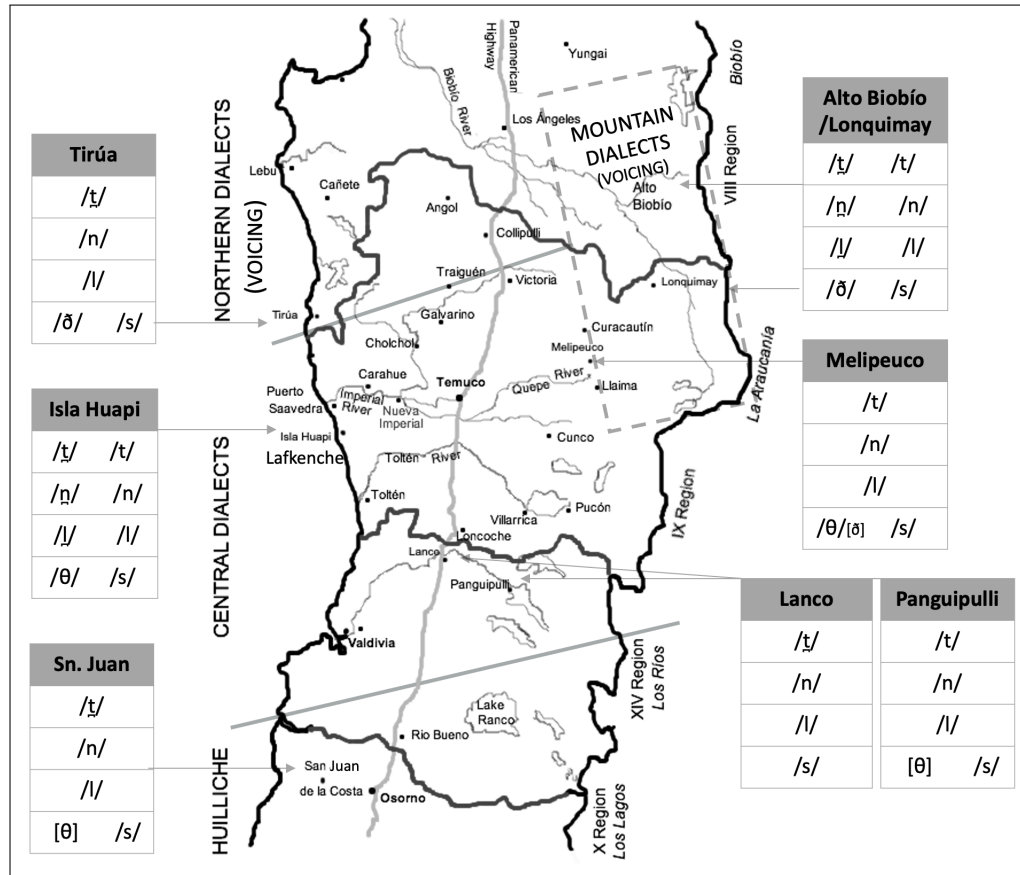 Tirúa
/t̪/
/n/
/l/
/ð/ /s/
Isla Huapi
/t̪/ /t/
/n̪/ /n/
/l̪/ /l/
/θ/ /s/
Sn. Juan
/t̪/
/n/
/l/
[θ] /s/
NORTHERN DIALECTS
(VOICING)
CENTRAL DIALECTS
HUILLICHE
Panamerican
Highway
Biobío
River
Yungai
Los Ángeles
MOUNTAIN
DIALECTS
(VOICING)
Alto
Biobío
Lebu
Cañete
Angol
Collipulli
Traiguén
Victoria
Lonquimay
Tirúa
Galvarino
Curacautín
Cholchol
Melipeuco
Carahue
Temuco
Quepe River
Llaima
Puerto
Saavedra
Imperial
River
Nueva
Imperial
Isla Huapi
Lafkenche
Cunco
Toltén River
Toltén
Villarrica
Pucón
Loncoche
Lanco
Panguipulli
Valdivia
Lake
Ranco
Rio Bueno
San Juan
de la Costa
Osorno
Biobío
VIII Region
La Araucanía
IX Region
XIV Region
Los Ríos
X Region
Los Lagos
Alto Biobío
/Lonquimay
/t̪/ /t/
/n̪/ /n/
/l̪/ /l/
/ð/ /s/
Melipeuco
/t/
/n/
/l/
/θ/[ð] /s/
Lanco
/t̪/
/n/
/l/
/s/
Panguipulli
/t/
/n/
/l/
[θ] /s/